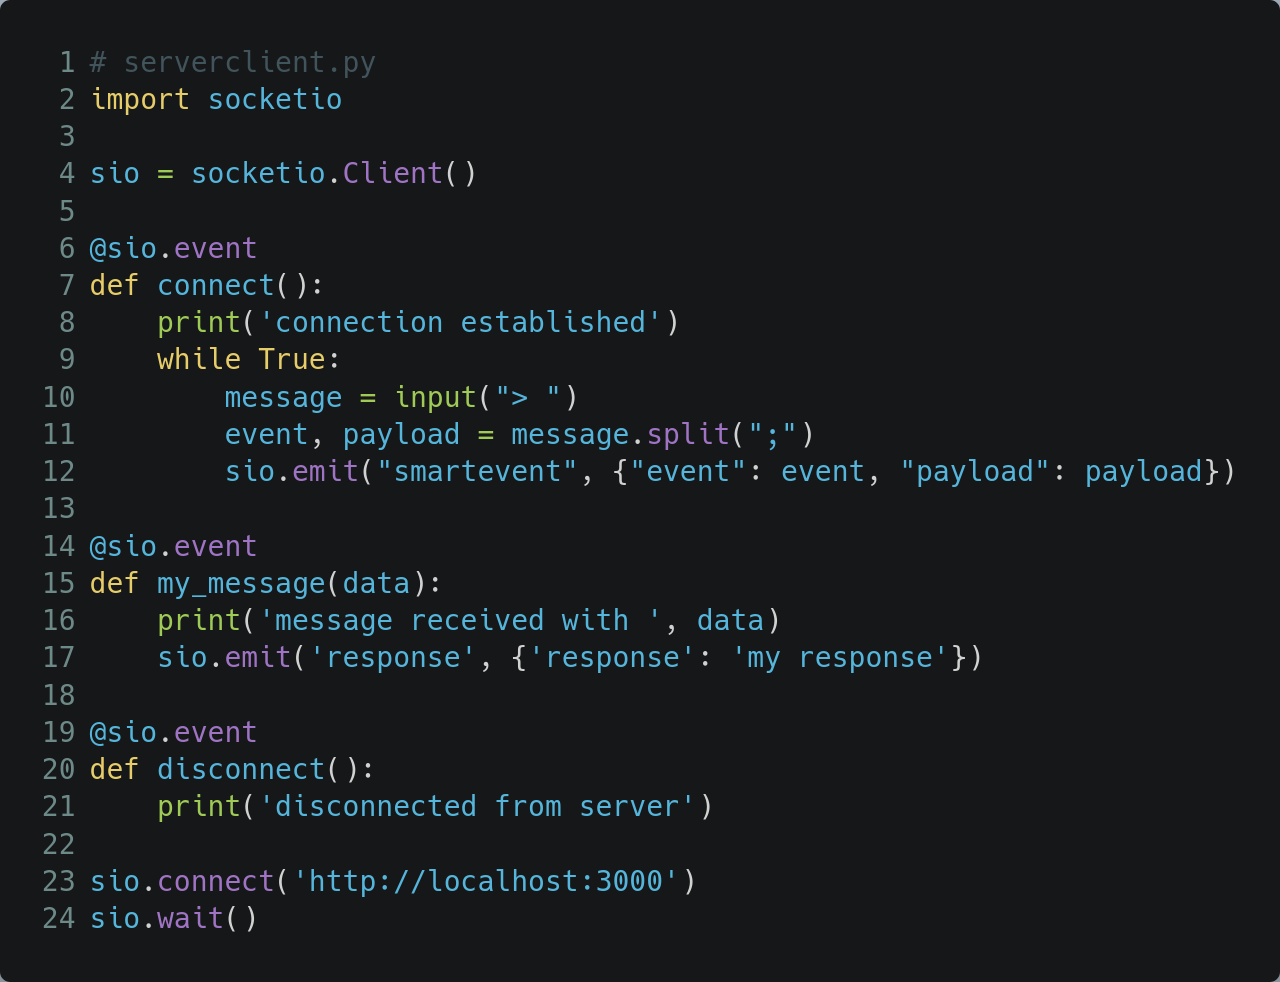 1 # serverclient.py
2 import socketio
3
4 sio = socketio.Client()
5
6 @sio.event
7 def connect():
8     print('connection established')
9     while True:
10         message = input("> ")
11         event, payload = message.split(";")
12         sio.emit("smartevent", {"event": event, "payload": payload})
13
14 @sio.event
15 def my_message(data):
16     print('message received with ', data)
17     sio.emit('response', {'response': 'my response'})
18
19 @sio.event
20 def disconnect():
21     print('disconnected from server')
22
23 sio.connect('http://localhost:3000')
24 sio.wait()